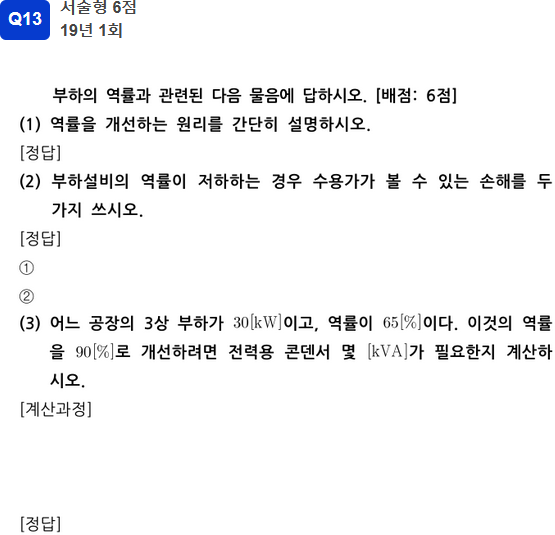 Q13
서술형 6점
19년 1회
부하의 역률과 관련된 다음 물음에 답하시오. [배점: 6점]
(1) 역률을 개선하는 원리를 간단히 설명하시오.
[정답]
(2) 부하설비의 역률이 저하하는 경우 수용가가 볼 수 있는 손해를 두
가지 쓰시오.
[정답]
①
②
(3) 어느 공장의 3상 부하가 30[kW]이고, 역률이 65[%]이다. 이것의 역률
을 90[%]로 개선하려면 전력용 콘덴서 몇 [kVA]가 필요한지 계산하
시오.
[계산과정]
[정답]